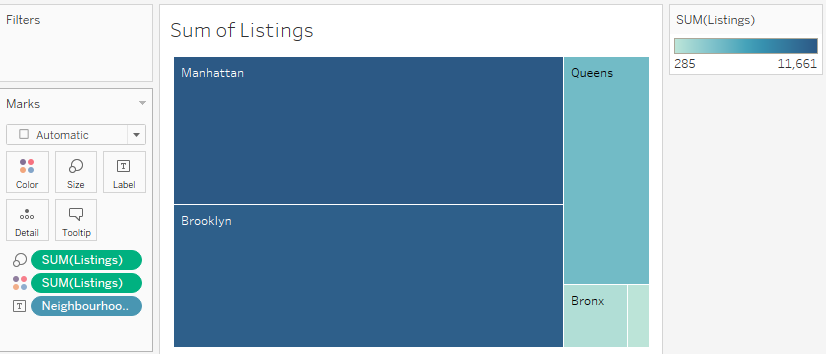 Filters
Marks
Automatic
Color
Size
Label
Detail
Tooltip
SUM(Listings)
SUM(Listings)
Neighbourhoo..
Sum of Listings
Manhattan
Queens
Brooklyn
Bronx
SUM(Listings)
285 11,661